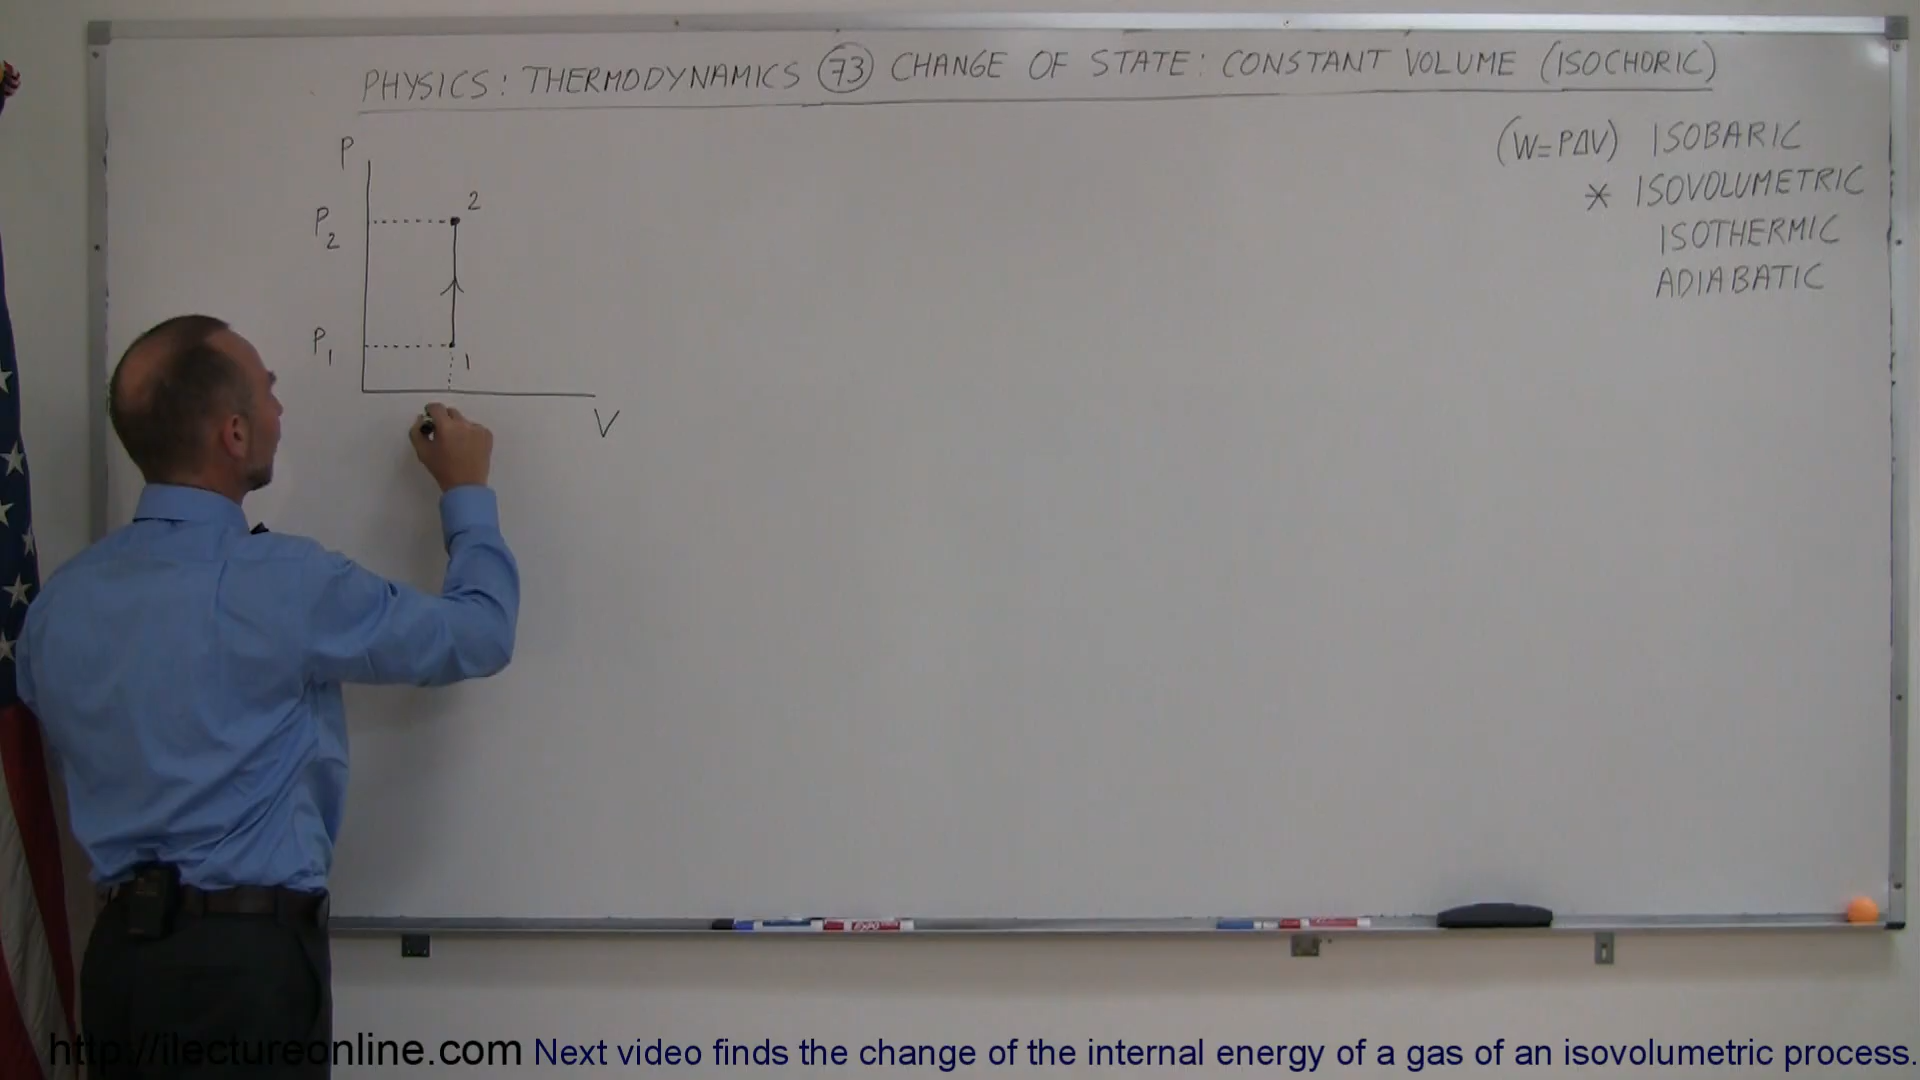 PHYSICS: THERMODYNAMICS 73 CHANGE OF STATE: CONSTANT VOLUME (ISOCHORIC)
(W=PΔV) ISOBARIC
* ISOVOLUMETRIC
ISOTHERMIC
ADIABATIC
P
2
P2
P1
1
V
EXPO
http://ilectureonline.com Next video finds the change of the internal energy of a gas of an isovolumetric process.